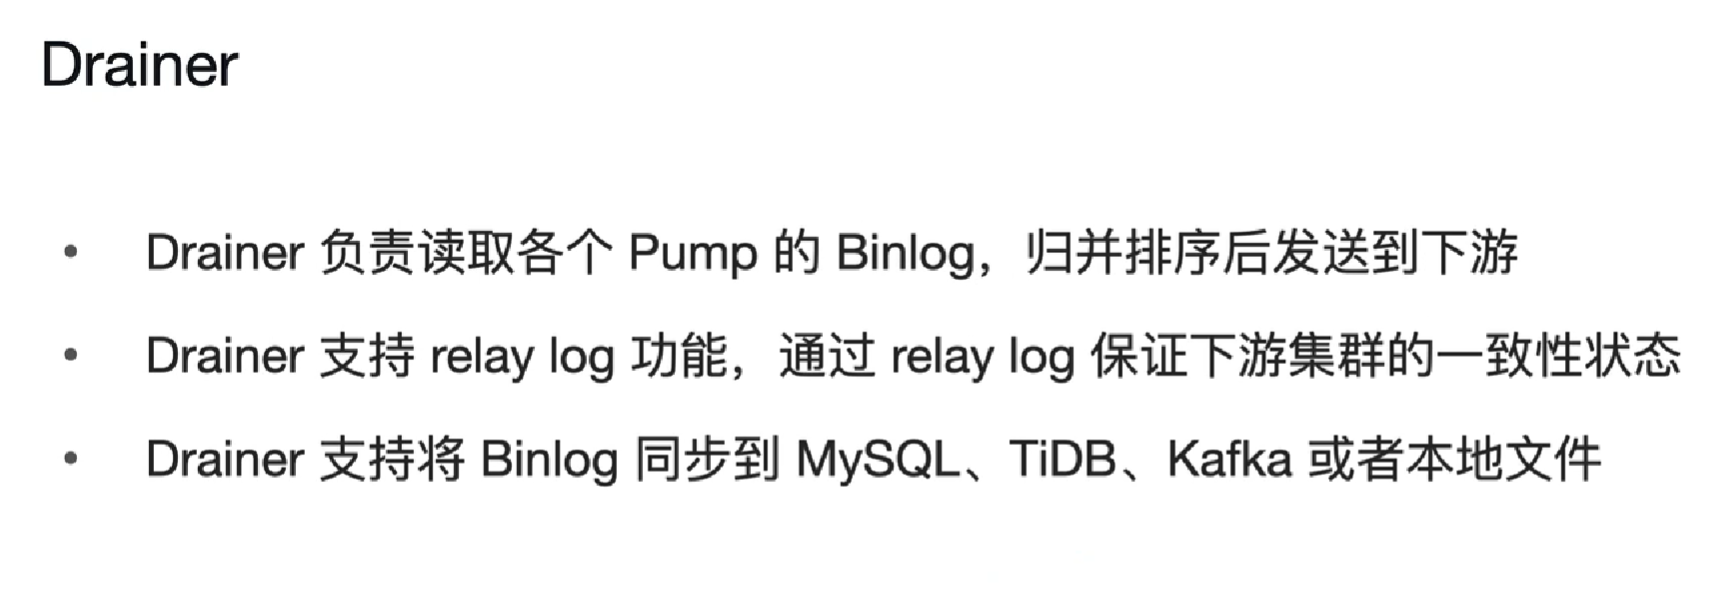 Drainer
• Drainer 负责读取各个 Pump 的 Binlog，归并排序后发送到下游
• Drainer 支持 relay log 功能，通过 relay log 保证下游集群的一致性状态
• Drainer 支持将 Binlog 同步到 MySQL、TiDB、Kafka 或者本地文件